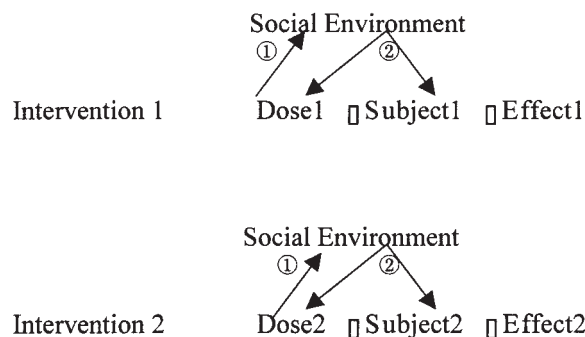 Social Environment
① ②
Intervention 1 Dose1 ▯ Subject1 ▯ Effect1
Social Environment
① ②
Intervention 2 Dose2 ▯ Subject2 ▯ Effect2